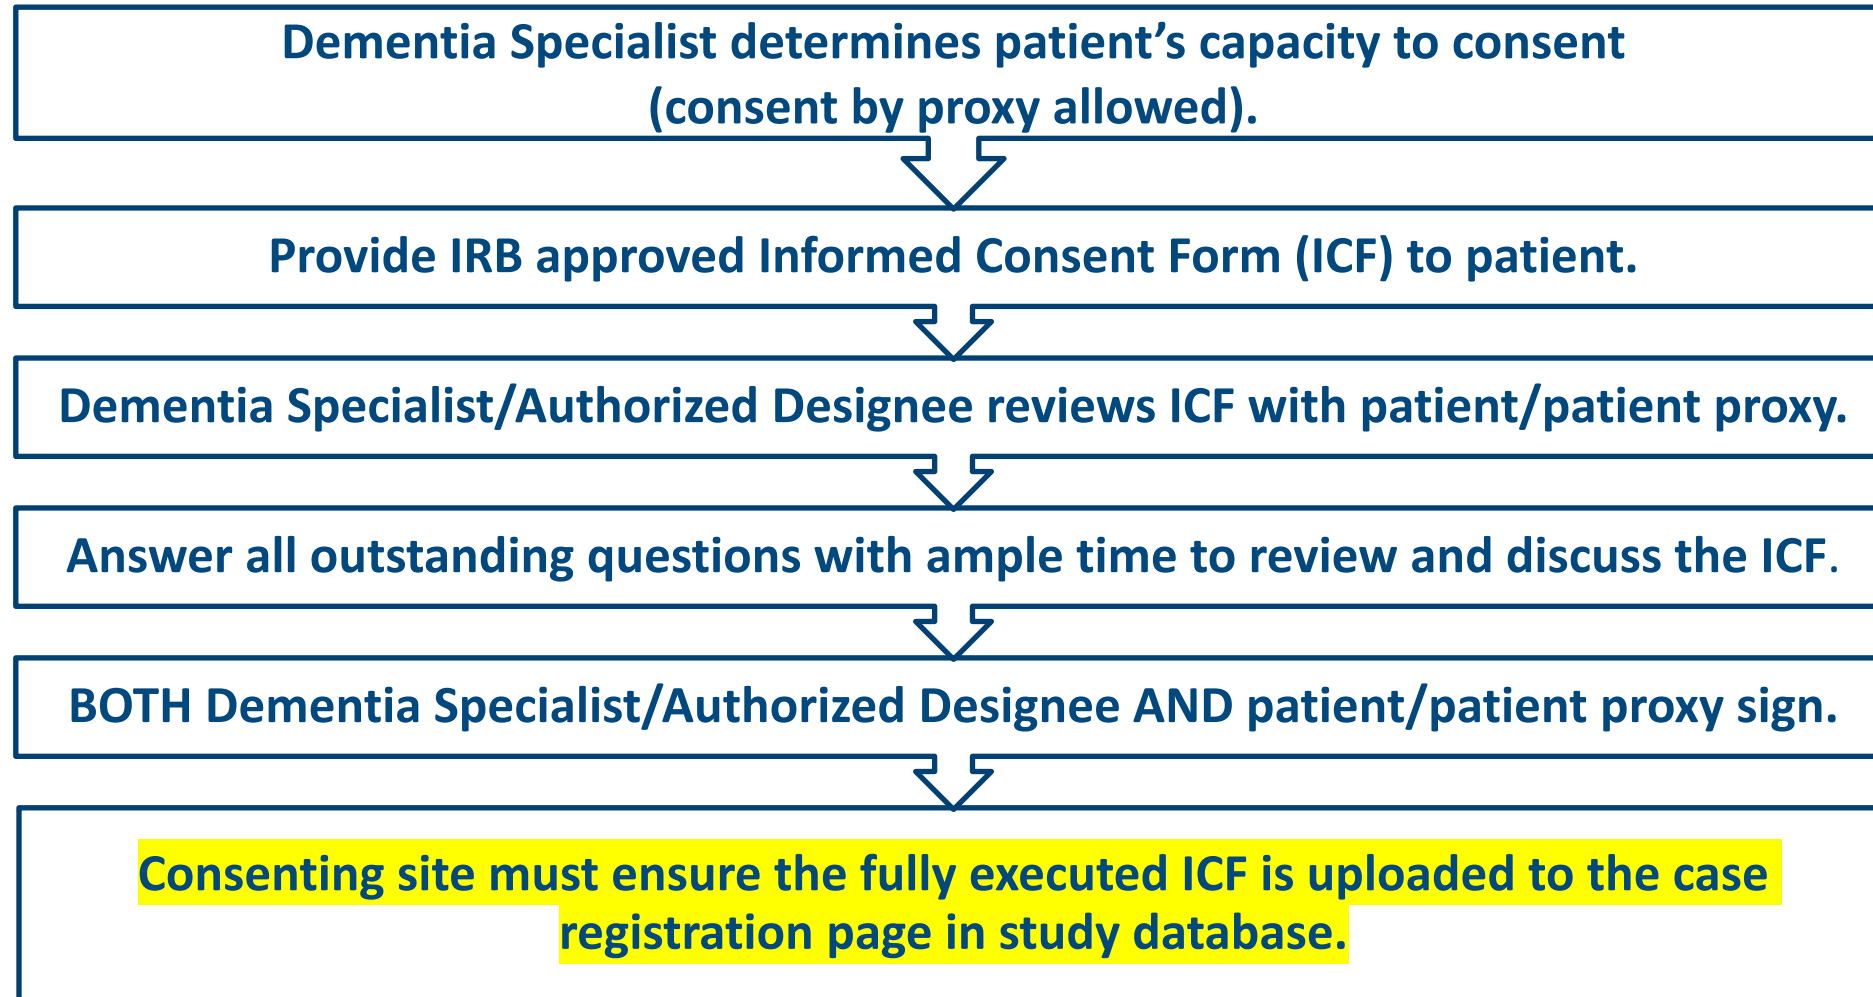 Dementia Specialist determines patient’s capacity to consent
(consent by proxy allowed).
Provide IRB approved Informed Consent Form (ICF) to patient.
Dementia Specialist/Authorized Designee reviews ICF with patient/patient proxy.
Answer all outstanding questions with ample time to review and discuss the ICF.
BOTH Dementia Specialist/Authorized Designee AND patient/patient proxy sign.
Consenting site must ensure the fully executed ICF is uploaded to the case
registration page in study database.